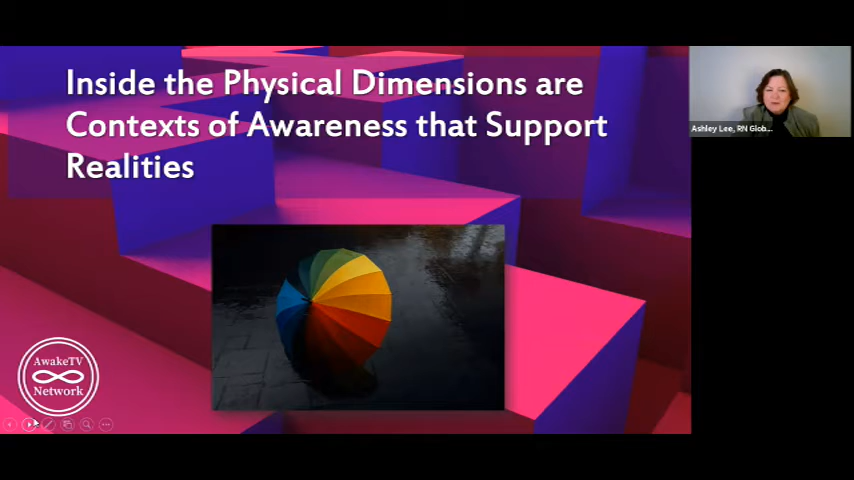 Inside the Physical Dimensions are
Contexts of Awareness that Support
Realities
Ashley Lee, RN Glob...
AwakeTV
Network